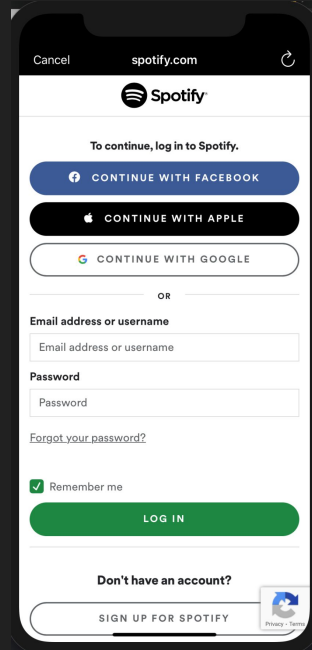 Cancel spotify.com
Spotify
To continue, log in to Spotify.
CONTINUE WITH FACEBOOK
CONTINUE WITH APPLE
CONTINUE WITH GOOGLE
OR
Email address or username
Email address or username
Password
Password
Forgot your password?
Remember me
LOG IN
Don't have an account?
SIGN UP FOR SPOTIFY
Privacy - Terms